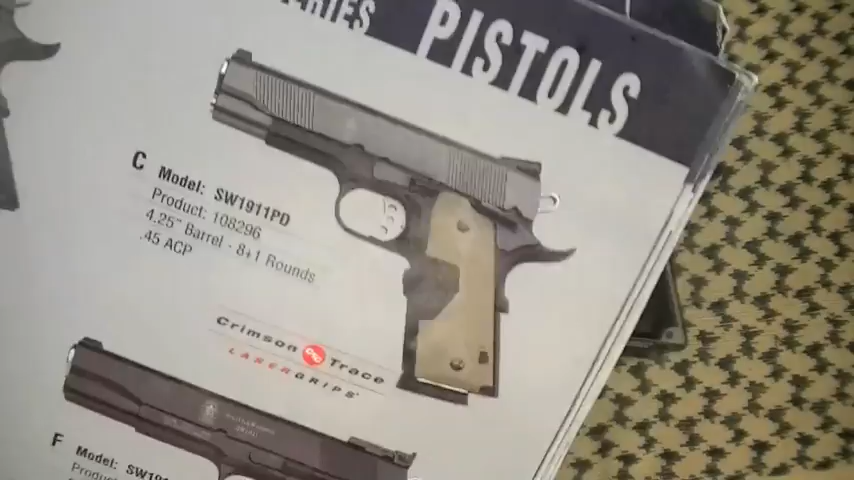 PISTOLS
C Model: SW1911PD
Product: 108296
4.25" Barrel · 8+1 Rounds
.45 ACP
Crimson Trace
LASERGRIPS
F Model: